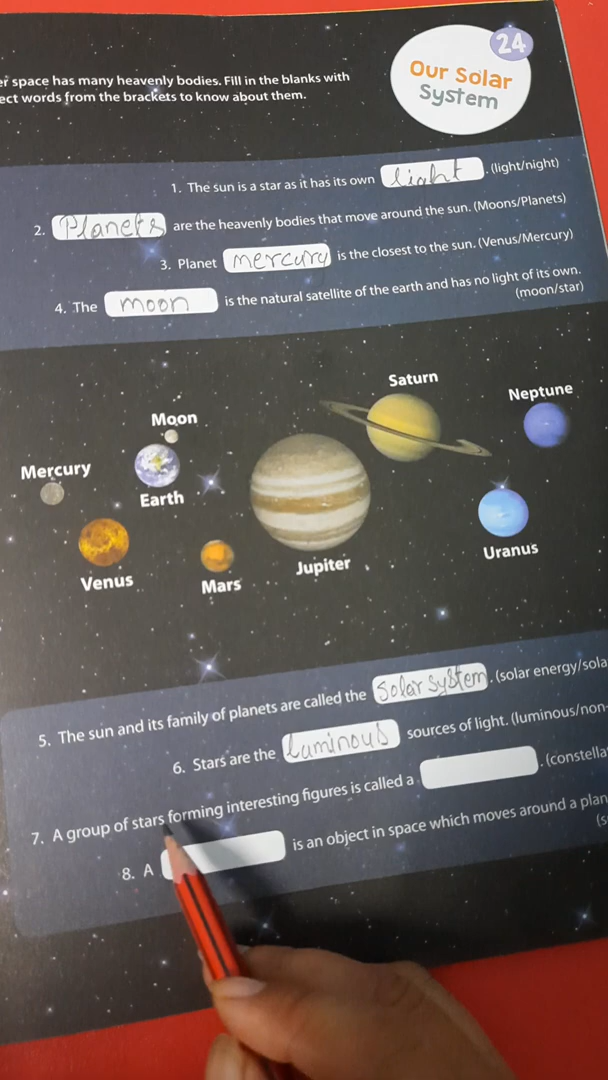 24
Our Solar
System
er space has many heavenly bodies. Fill in the blanks with
ect words from the brackets to know about them.
1. The sun is a star as it has its own light. (light/night)
2. Planets are the heavenly bodies that move around the sun. (Moons/Planets)
3. Planet mercury is the closest to the sun. (Venus/Mercury)
4. The moon is the natural satellite of the earth and has no light of its own.
(moon/star)
Saturn
Neptune
Moon
Mercury
Earth
Uranus
Jupiter
Venus
Mars
5. The sun and its family of planets are called the Solar system. (solar energy/sola
6. Stars are the luminous sources of light. (luminous/non-
7. A group of stars forming interesting figures is called a . (constella
8. A is an object in space which moves around a plan
(s